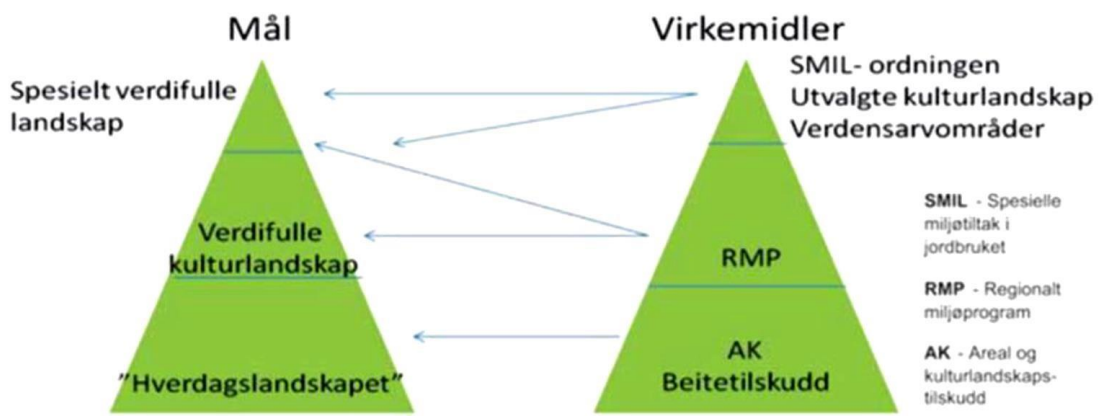 Mål
Spesielt verdifulle
landskap
Verdifulle
kulturlandskap
"Hverdagslandskapet"
Virkemidler
SMIL- ordningen
Utvalgte kulturlandskap
Verdensarvområder
RMP
AK
Beitetilskudd
SMIL - Spesielle
miljøtiltak i
jordbruket
RMP - Regionalt
miljøprogram
AK - Areal og
kulturlandskaps-
tilskudd